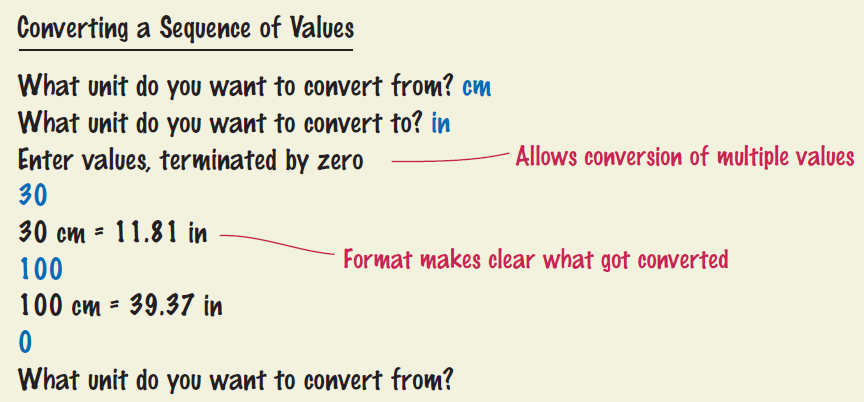 Converting a Sequence of Values
What unit do you want to convert from? cm
What unit do you want to convert to? in
Enter values, terminated by zero
Allows conversion of multiple values
30
30 cm = 11.81 in
Format makes clear what got converted
100
100 cm = 39.37 in
0
What unit do you want to convert from?